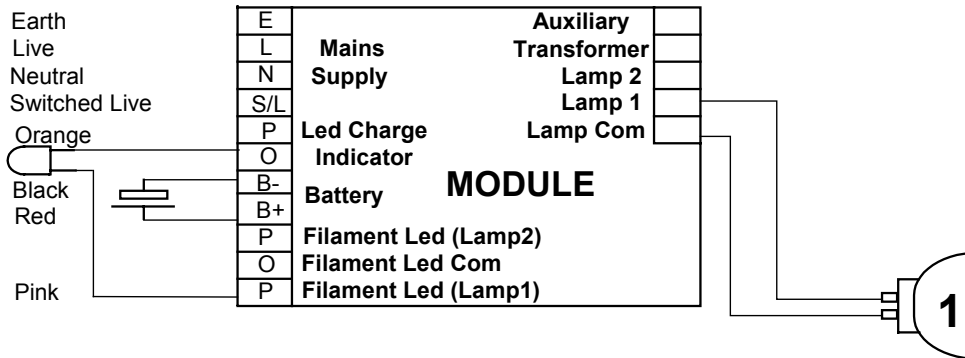 Earth E Auxiliary
Live L Mains Transformer
Neutral N Supply Lamp 2
Switched Live S/L Lamp 1
Orange P Led Charge Lamp Com
O Indicator
Black B- Battery MODULE
Red B+
P Filament Led (Lamp2)
O Filament Led Com
Pink P Filament Led (Lamp1)
1